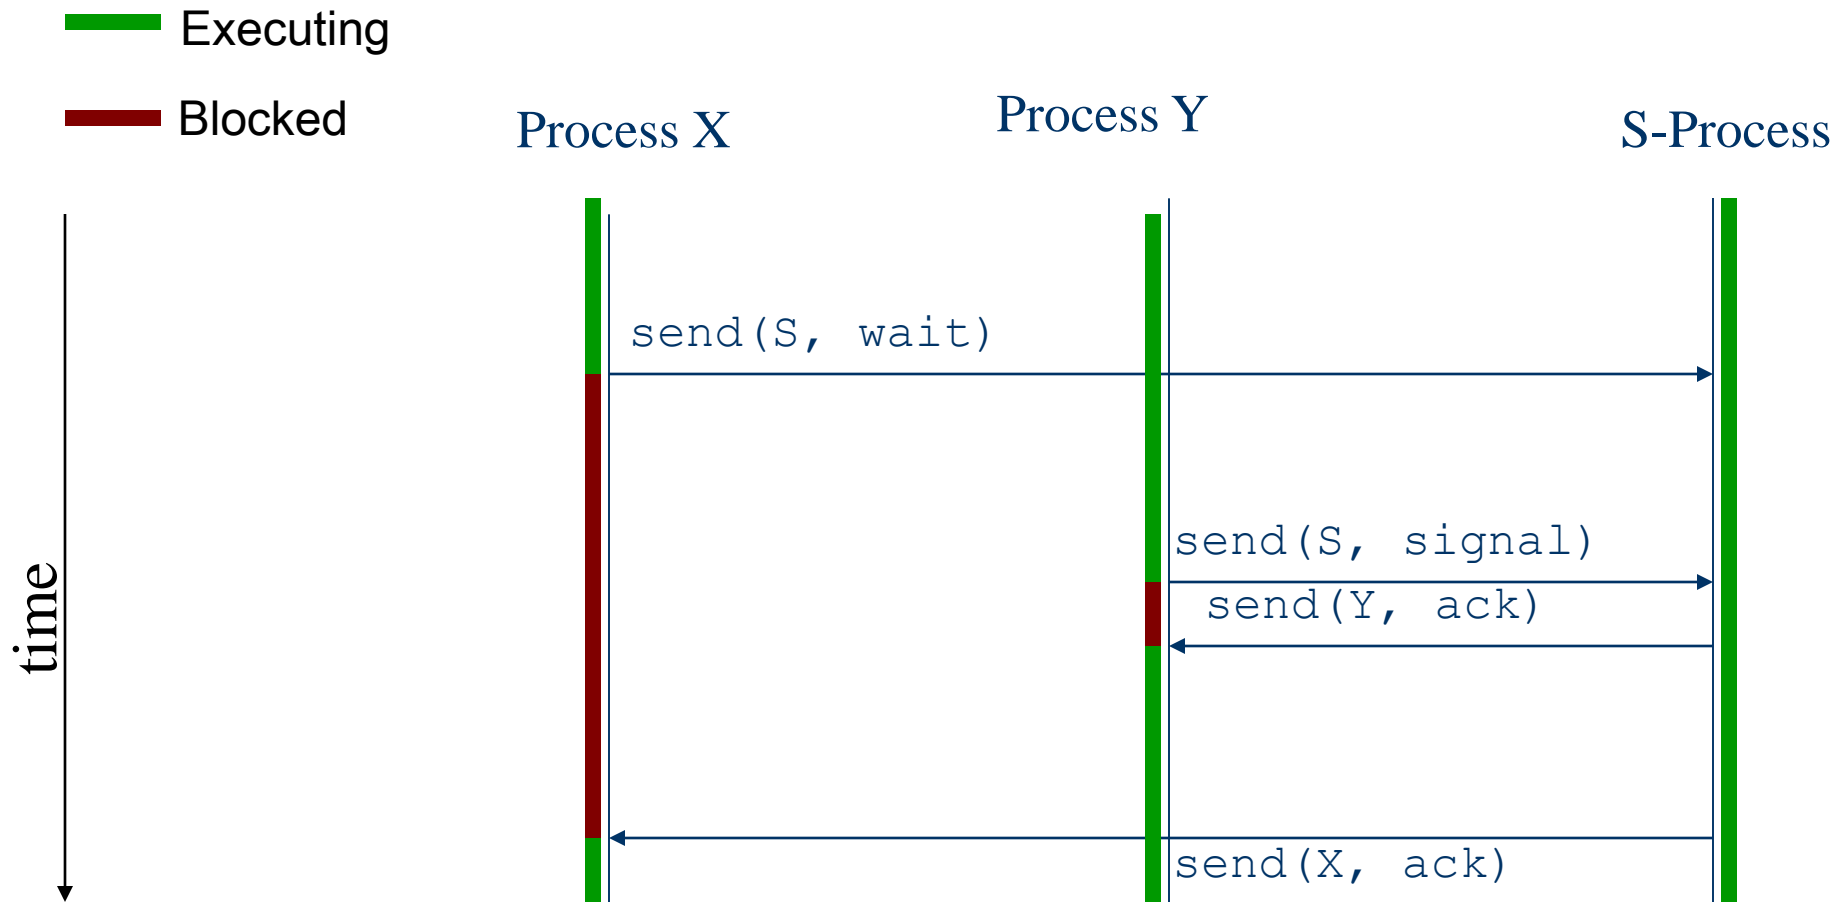 Executing
Blocked
Process X
Process Y
S-Process
send(S, wait)
send(S, signal)
send(Y, ack)
time
send(X, ack)